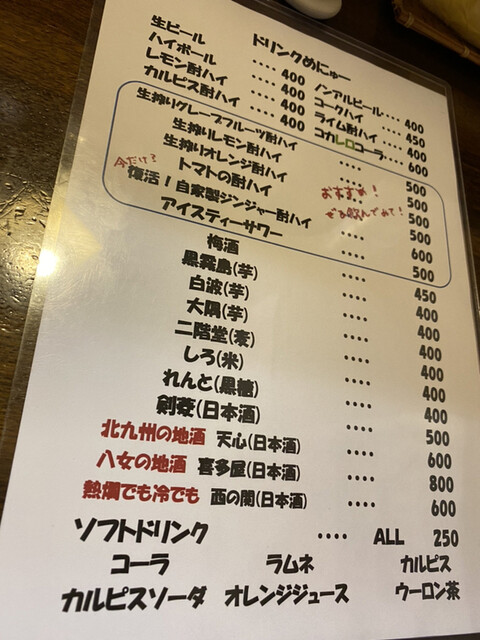 ドリンクめにゅー
生ビール ････ 400 ノンアルビール ････ 400
ハイボール ････ 400 コークハイ ････ 450
レモン酎ハイ ････ 400 ライム酎ハイ ････ 400
カルピス酎ハイ ････ 400 コカレロコーラ ････ 600
生搾りグレープフルーツ酎ハイ ････ 500
生搾りレモン酎ハイ ････ 500
生搾りオレンジ酎ハイ ････ 500
トマトの酎ハイ ････ 500
おすすめ！
ぜひ飲んでみて！
今だけ？
復活！自家製ジンジャー酎ハイ ････ 600
アイスティーサワー ････ 500
梅酒 ････ 450
黒霧島(芋) ････ 400
白波(芋) ････ 400
大隅(芋) ････ 400
二階堂(麦) ････ 400
しろ(米) ････ 400
れんと(黒糖) ････ 400
剣菱(日本酒) ････ 500
北九州の地酒 天心(日本酒) ････ 600
八女の地酒 喜多屋(日本酒) ････ 800
熱燗でも冷でも 西の関(日本酒) ････ 600
ソフトドリンク ････ ALL 250
コーラ ラムネ カルピス
カルピスソーダ オレンジジュース ウーロン茶